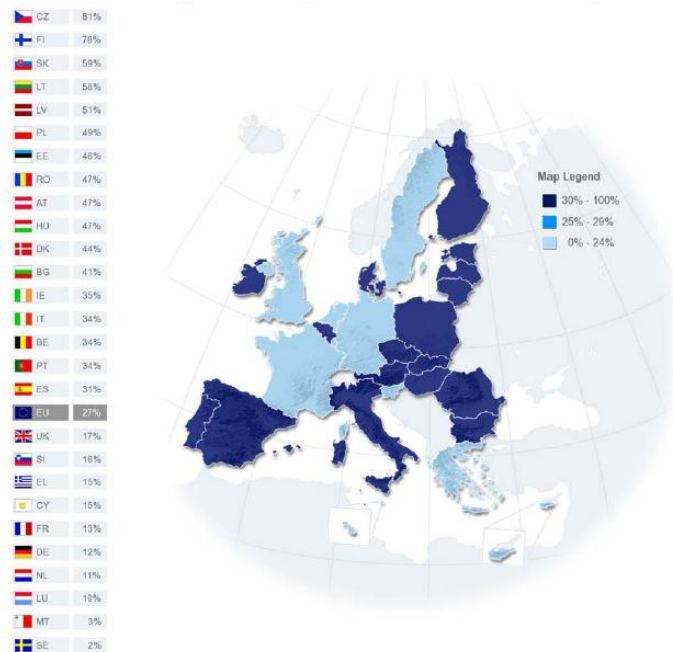 CZ 81%
FI 78%
SK 59%
LT 58%
LV 51%
PL 49%
EE 48%
RO 47%
AT 47%
HU 47%
DK 44%
BG 41%
IE 35%
IT 34%
BE 34%
PT 34%
ES 31%
EU 27%
UK 17%
SI 16%
EL 15%
CY 15%
FR 13%
DE 12%
NL 11%
LU 10%
MT 3%
SE 2%
Map Legend
30% - 100%
25% - 29%
0% - 24%